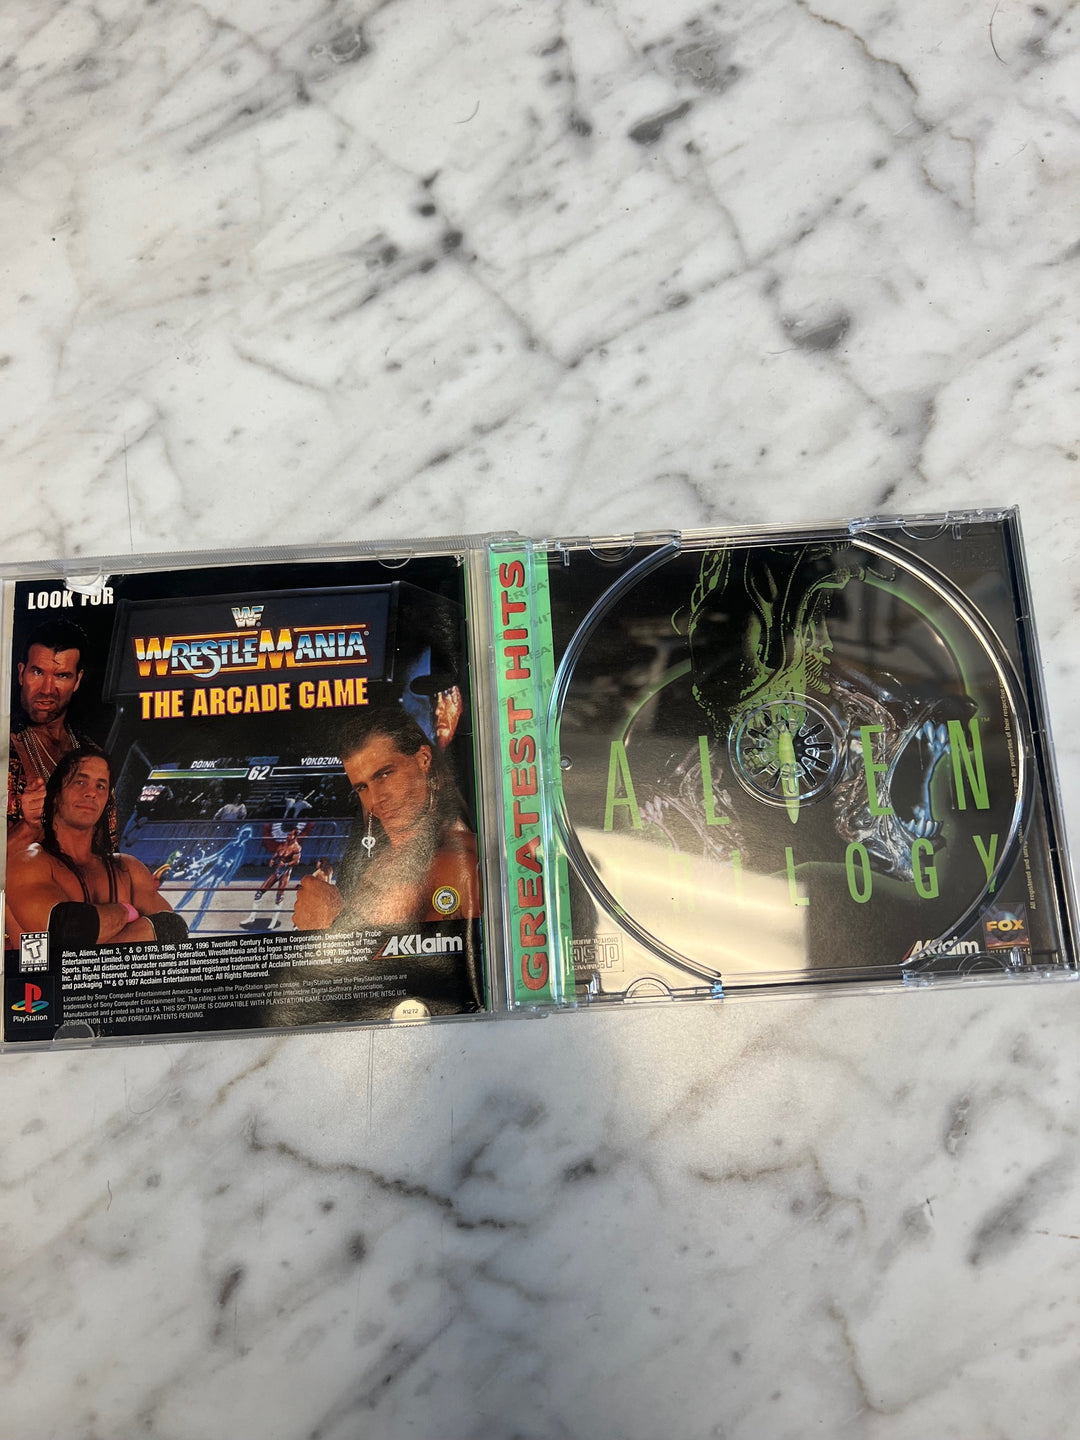 LOOK FOR
WF
WRESTLEMANIA®
THE ARCADE GAME
DOINK
62
YOKOZUN
TEEN
T
ESRB
Alien, Aliens, Alien 3, ™ & © 1979, 1986, 1992, 1996 Twentieth Century Fox Film Corporation. Developed by Probe
Entertainment Limited. ® World Wrestling Federation, WrestleMania and its logos are registered trademarks of Titan
Sports, Inc. All distinctive character names and likenesses are trademarks of Titan Sports, Inc. © 1997 Titan Sports,
Inc. All Rights Reserved. Acclaim is a division and registered trademark of Acclaim Entertainment, Inc. Artwork
and packaging ™ & © 1997 Acclaim Entertainment, Inc. All Rights Reserved.
AKKlaim
PlayStation
Licensed by Sony Computer Entertainment America for use with the PlayStation game console. PlayStation and the PlayStation logos are
trademarks of Sony Computer Entertainment Inc. The ratings icon is a trademark of the Interactive Digital Software Association.
Manufactured and printed in the U.S.A. THIS SOFTWARE IS COMPATIBLE WITH PLAYSTATION GAME CONSOLES WITH THE NTSC U/C
DESIGNATION. U.S. AND FOREIGN PATENTS PENDING.
GREATEST HITS
ALIEN™
ILOGY
AKKlaim
FOX